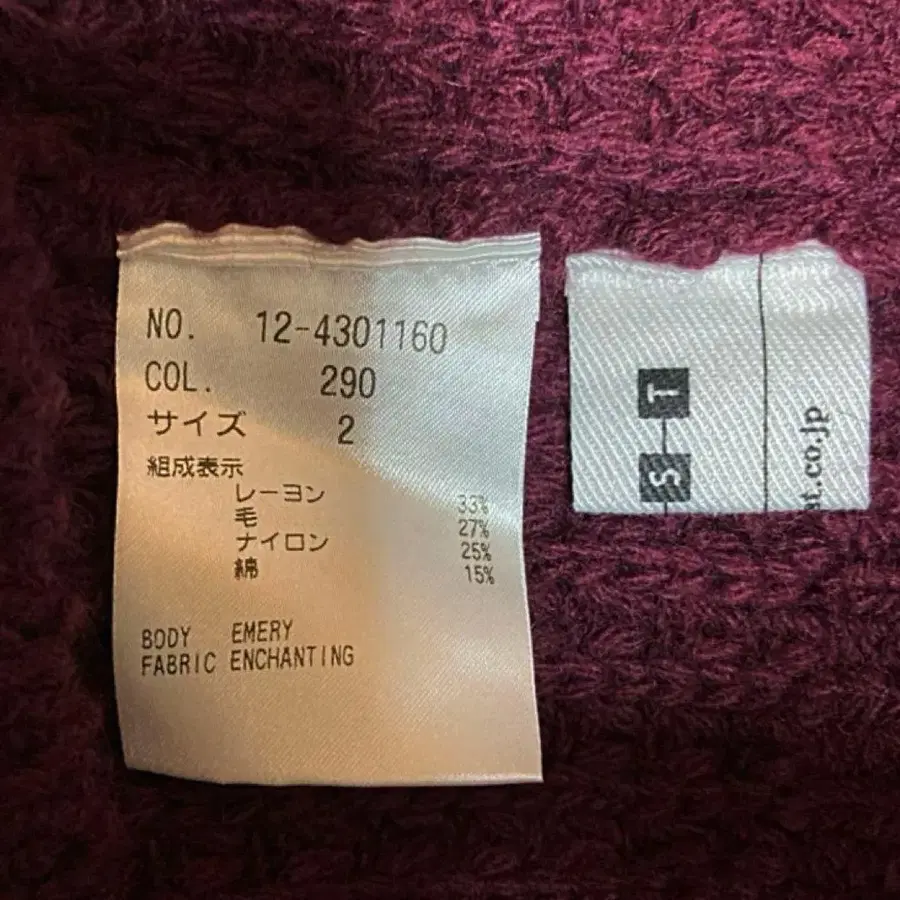 NO. 12-4301160
COL. 290
サイズ 2
組成表示
レーヨン 33%
毛 27%
ナイロン 25%
綿 15%
BODY EMERY
FABRIC ENCHANTING
S T
at.co.jp